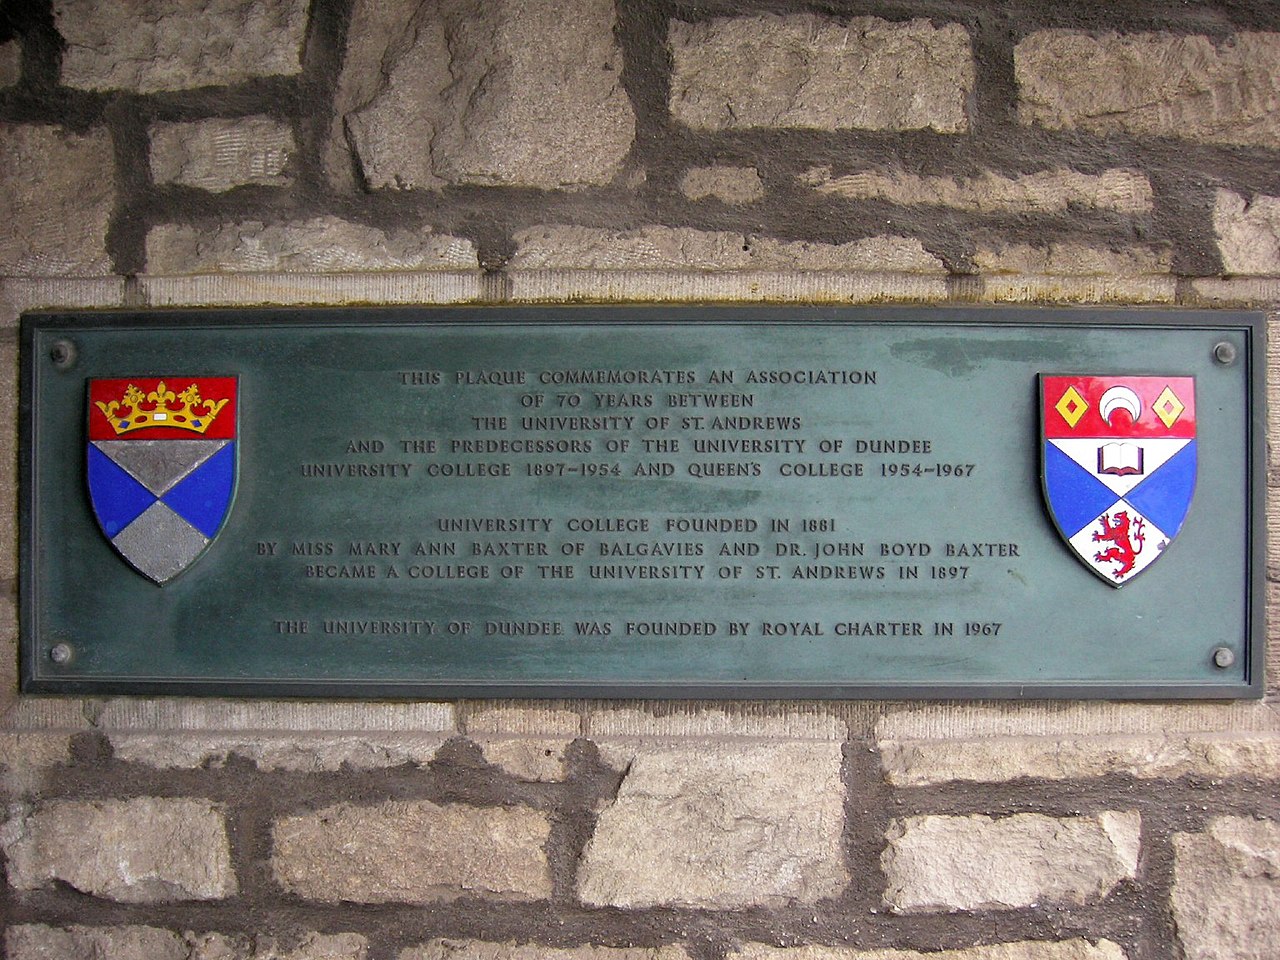 THIS PLAQUE COMMEMORATES AN ASSOCIATION
OF 70 YEARS BETWEEN
THE UNIVERSITY OF ST. ANDREWS
AND THE PREDECESSORS OF THE UNIVERSITY OF DUNDEE
UNIVERSITY COLLEGE 1897-1954 AND QUEEN'S COLLEGE 1954-1967
UNIVERSITY COLLEGE FOUNDED IN 1881
BY MISS MARY ANN BAXTER OF BALGAVIES AND DR. JOHN BOYD BAXTER
BECAME A COLLEGE OF THE UNIVERSITY OF ST. ANDREWS IN 1897
THE UNIVERSITY OF DUNDEE WAS FOUNDED BY ROYAL CHARTER IN 1967